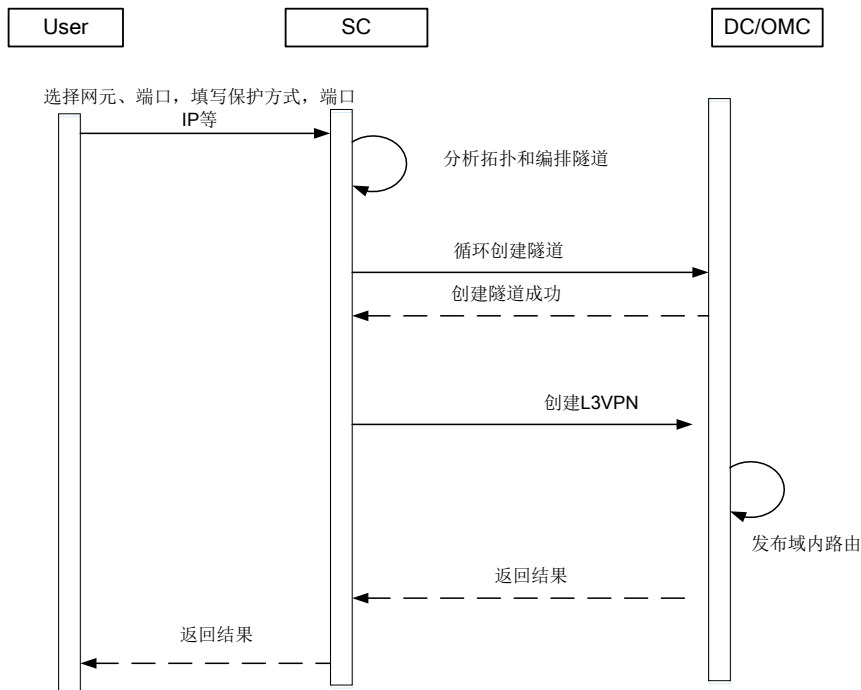 User
SC
DC/OMC
选择网元、端口，填写保护方式，端口
IP等
分析拓扑和编排隧道
循环创建隧道
创建隧道成功
创建L3VPN
发布域内路由
返回结果
返回结果